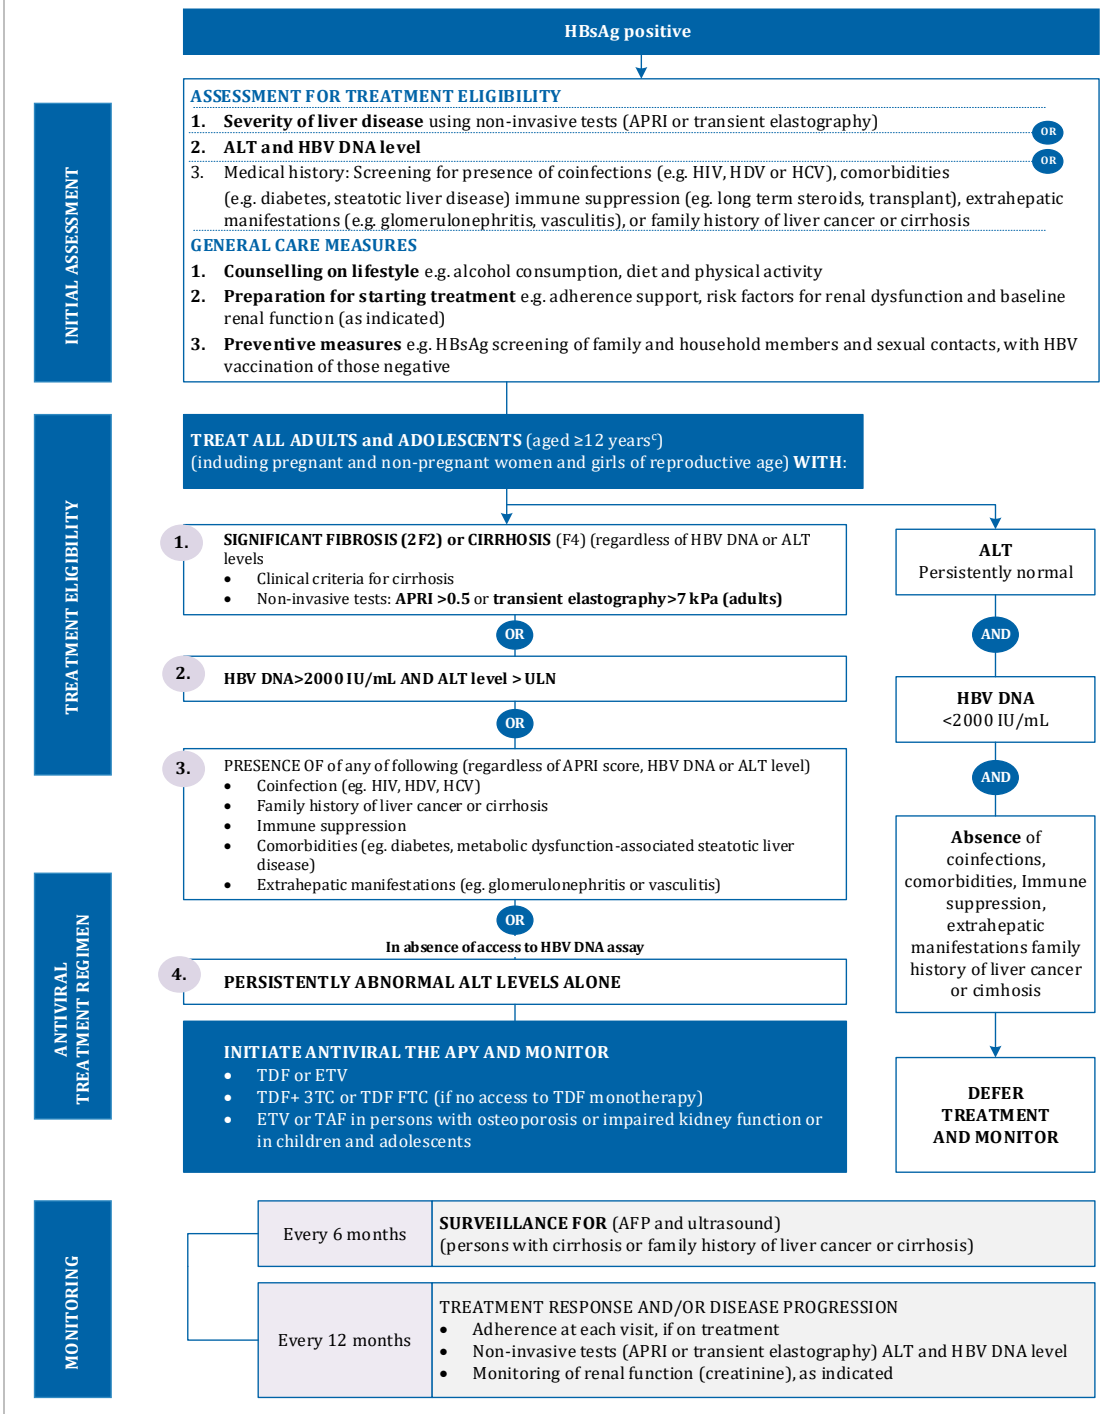 HBsAg positive
INITIAL ASSESSMENT
ASSESSMENT FOR TREATMENT ELIGIBILITY
1. Severity of liver disease using non-invasive tests (APRI or transient elastography)
OR
2. ALT and HBV DNA level
OR
3. Medical history: Screening for presence of coinfections (e.g. HIV, HDV or HCV), comorbidities
(e.g. diabetes, steatotic liver disease) immune suppression (eg. long term steroids, transplant), extrahepatic
manifestations (e.g. glomerulonephritis, vasculitis), or family history of liver cancer or cirrhosis
GENERAL CARE MEASURES
1. Counselling on lifestyle e.g. alcohol consumption, diet and physical activity
2. Preparation for starting treatment e.g. adherence support, risk factors for renal dysfunction and baseline
renal function (as indicated)
3. Preventive measures e.g. HBsAg screening of family and household members and sexual contacts, with HBV
vaccination of those negative
TREATMENT ELIGIBILITY
TREAT ALL ADULTS and ADOLESCENTS (aged ≥12 yearsᶜ)
(including pregnant and non-pregnant women and girls of reproductive age) WITH:
1.
SIGNIFICANT FIBROSIS (2F2) or CIRRHOSIS (F4) (regardless of HBV DNA or ALT
levels
• Clinical criteria for cirrhosis
• Non-invasive tests: APRI >0.5 or transient elastography>7 kPa (adults)
OR
2.
HBV DNA>2000 IU/mL AND ALT level > ULN
OR
3.
PRESENCE OF of any of following (regardless of APRI score, HBV DNA or ALT level)
• Coinfection (eg. HIV, HDV, HCV)
• Family history of liver cancer or cirrhosis
• Immune suppression
• Comorbidities (eg. diabetes, metabolic dysfunction-associated steatotic liver
disease)
• Extrahepatic manifestations (eg. glomerulonephritis or vasculitis)
OR
In absence of access to HBV DNA assay
4.
PERSISTENTLY ABNORMAL ALT LEVELS ALONE
ALT
Persistently normal
AND
HBV DNA
<2000 IU/mL
AND
Absence of
coinfections,
comorbidities, Immune
suppression,
extrahepatic
manifestations family
history of liver cancer
or cimhosis
DEFER
TREATMENT
AND MONITOR
ANTIVIRAL
TREATMENT REGIMEN
INITIATE ANTIVIRAL THE APY AND MONITOR
• TDF or ETV
• TDF+ 3TC or TDF FTC (if no access to TDF monotherapy)
• ETV or TAF in persons with osteoporosis or impaired kidney function or
in children and adolescents
MONITORING
Every 6 months
SURVEILLANCE FOR (AFP and ultrasound)
(persons with cirrhosis or family history of liver cancer or cirrhosis)
Every 12 months
TREATMENT RESPONSE AND/OR DISEASE PROGRESSION
• Adherence at each visit, if on treatment
• Non-invasive tests (APRI or transient elastography) ALT and HBV DNA level
• Monitoring of renal function (creatinine), as indicated